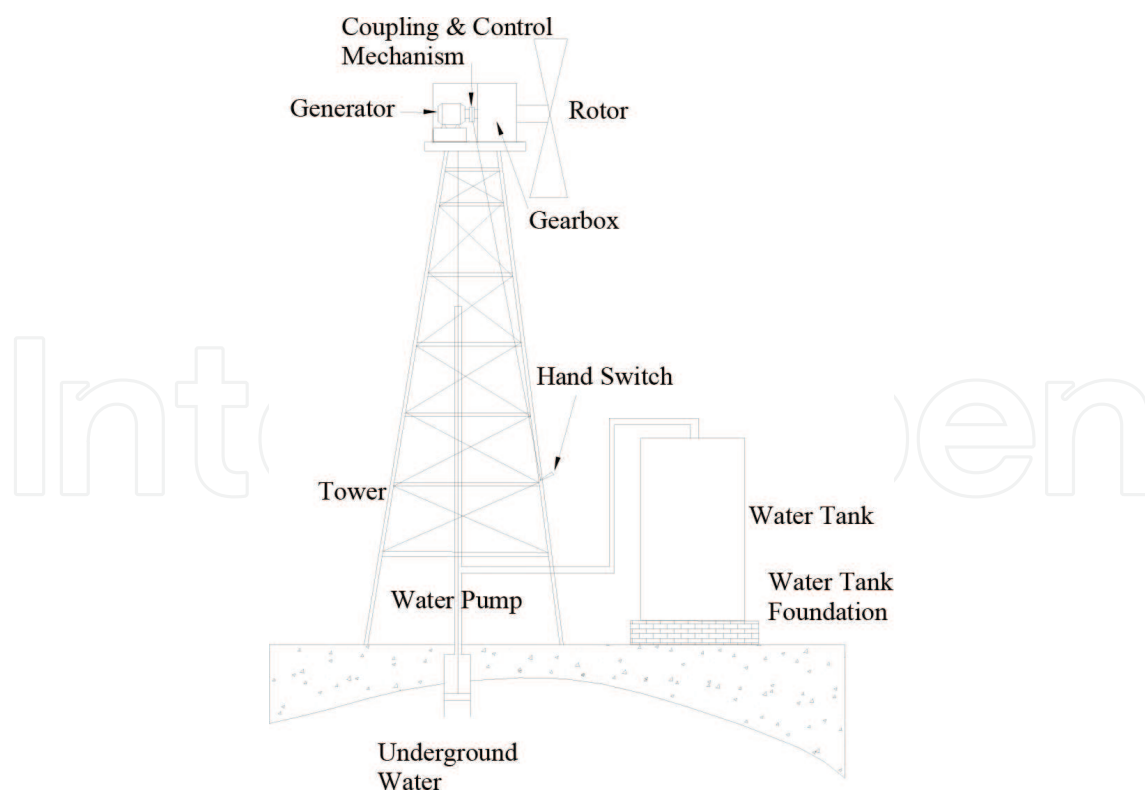 Coupling & Control
Mechanism
Generator
Rotor
Gearbox
Hand Switch
Tower
Water Tank
Water Pump
Water Tank
Foundation
Underground
Water